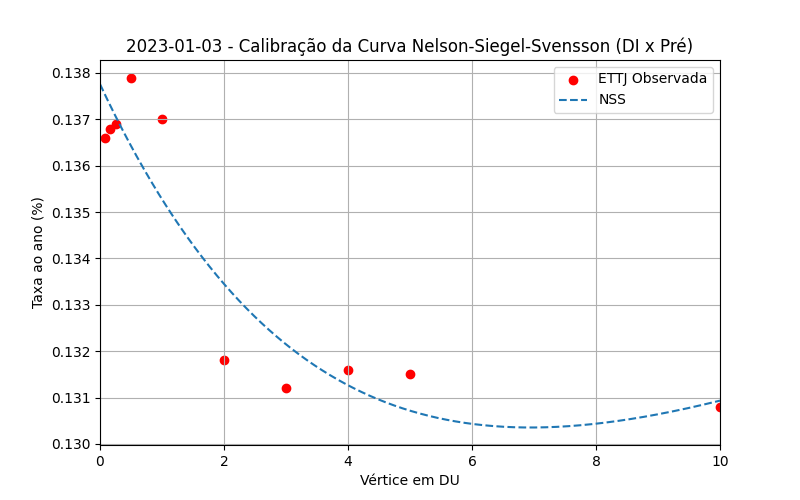 2023-01-03 - Calibração da Curva Nelson-Siegel-Svensson (DI x Pré)
ETTJ Observada
NSS
Taxa ao ano (%)
0.138
0.137
0.136
0.135
0.134
0.133
0.132
0.131
0.130
0 2 4 6 8 10
Vértice em DU